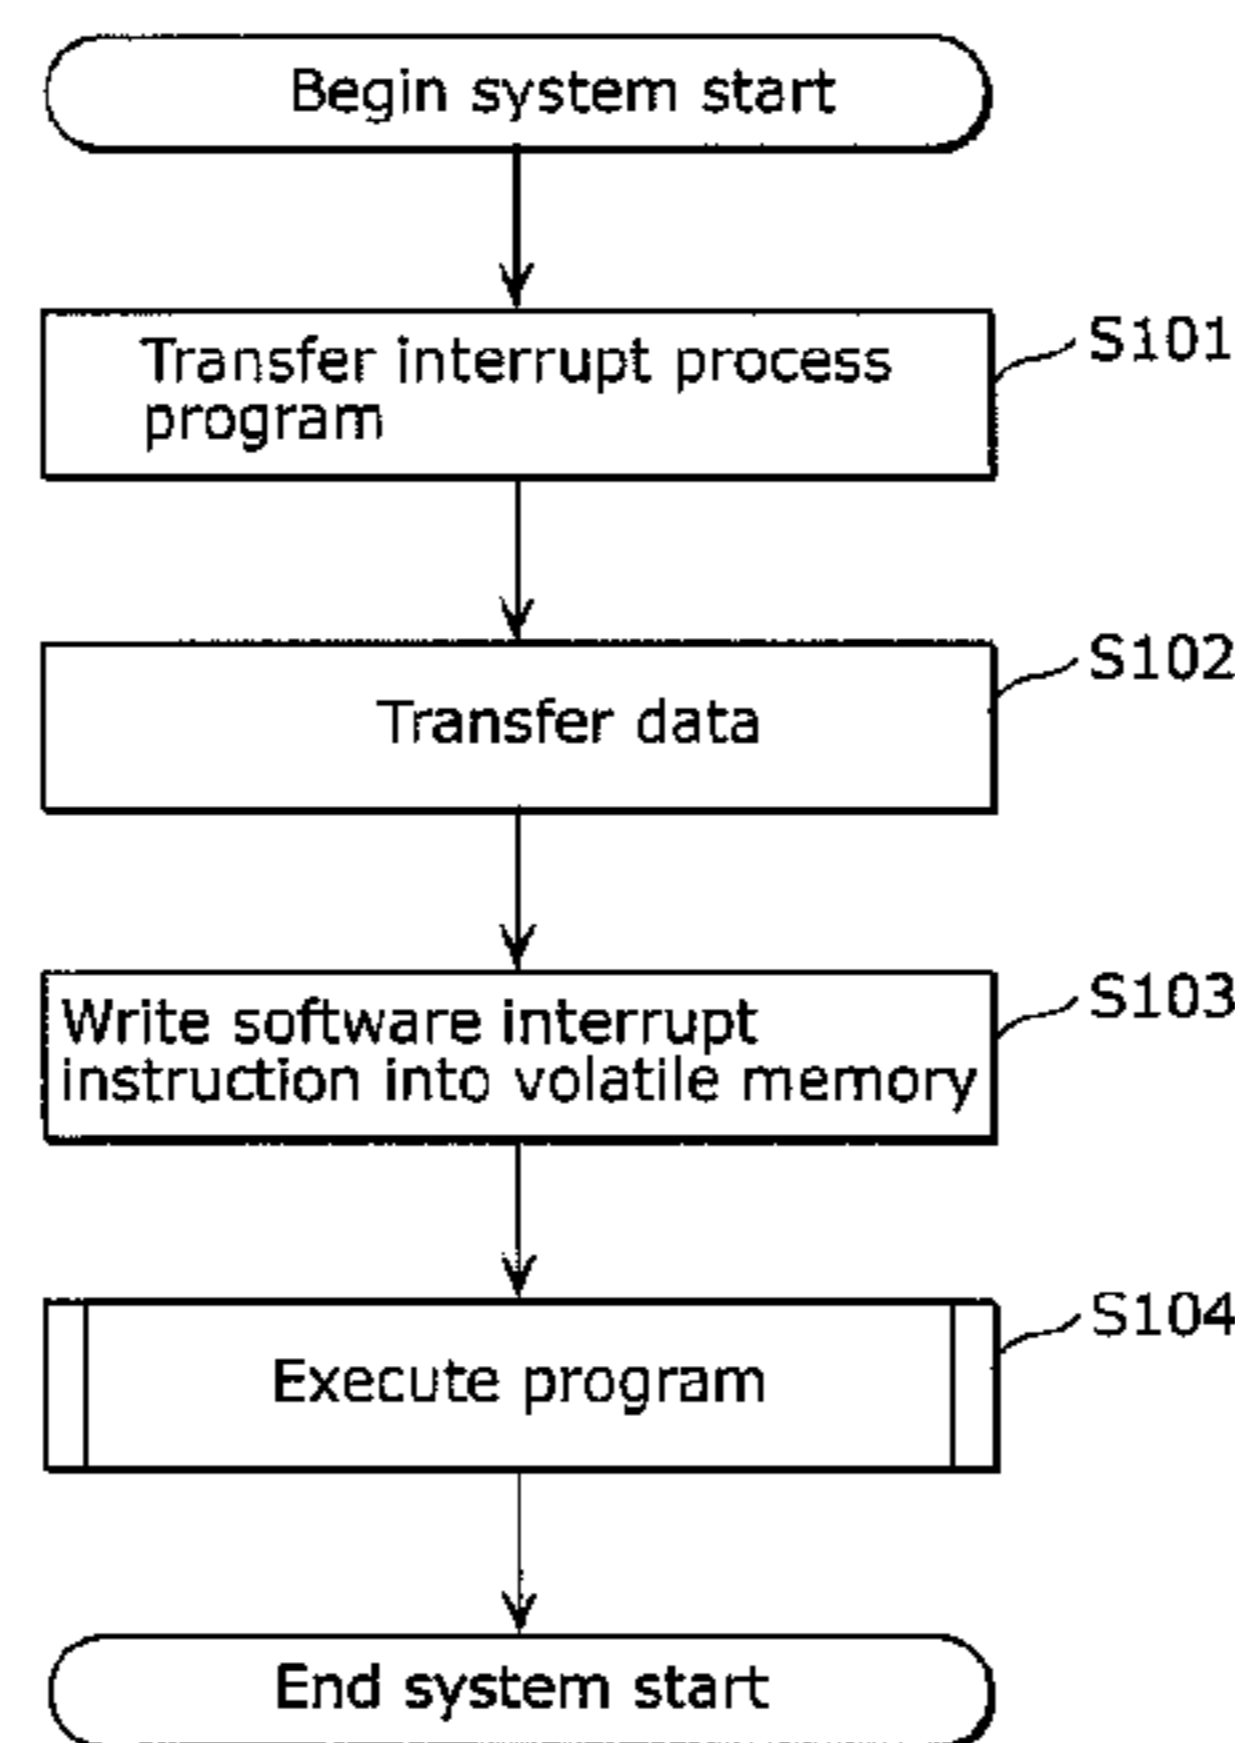 Begin system start
Transfer interrupt process
program
S101
Transfer data
S102
Write software interrupt
instruction into volatile memory
S103
Execute program
S104
End system start